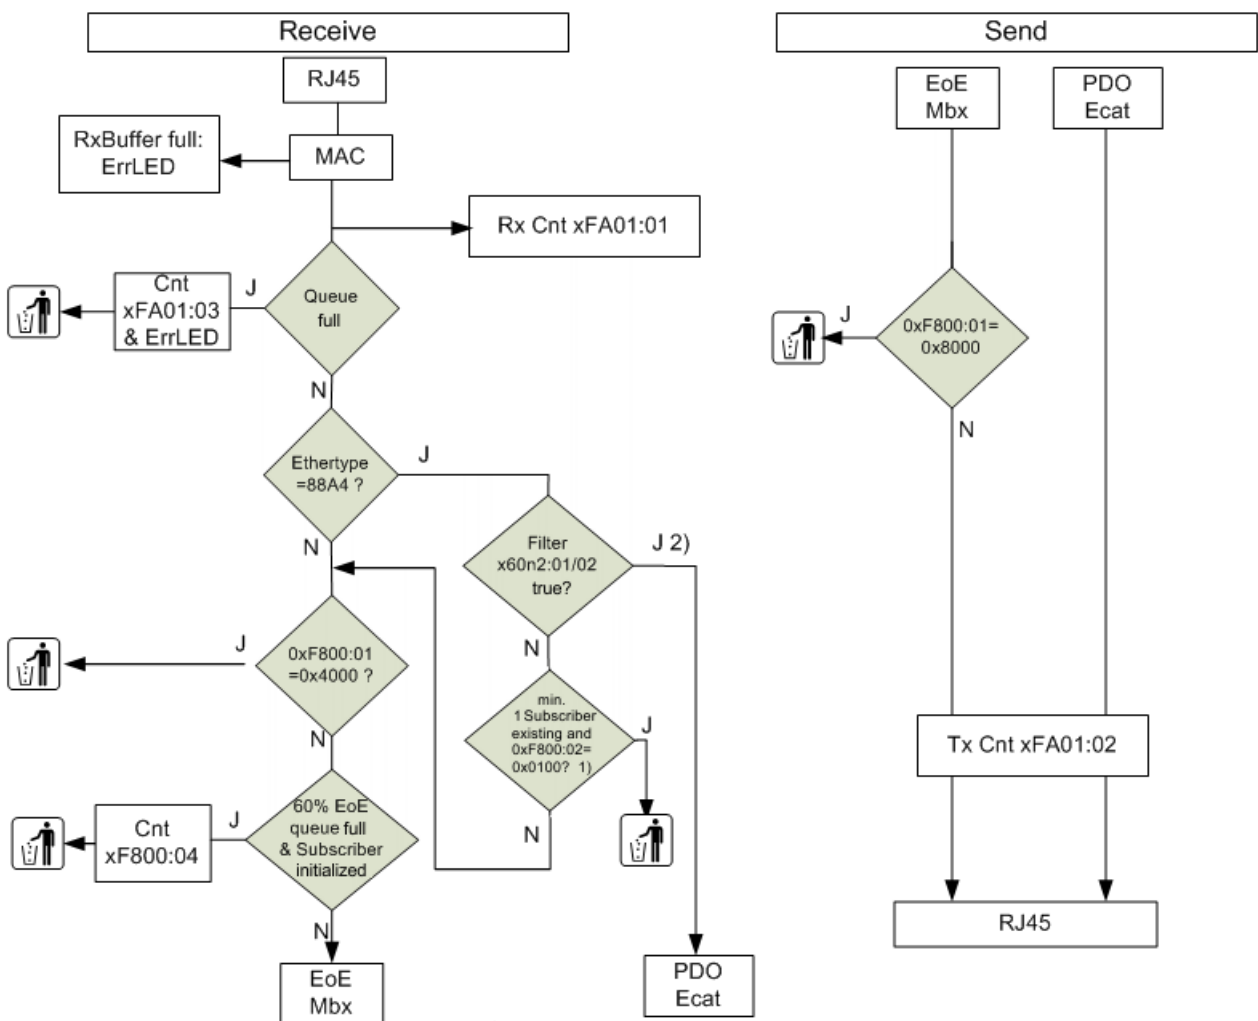 Receive
RJ45
RxBuffer full:
ErrLED
MAC
Rx Cnt xFA01:01
Cnt
xFA01:03
& ErrLED
J
Queue
full
N
Ethertype
=88A4 ?
J
N
Filter
x60n2:01/02
true?
J 2)
N
J
0xF800:01
=0x4000 ?
N
min.
1 Subscriber
existing and
0xF800:02=
0x0100? 1)
J
N
Cnt
xF800:04
J
60% EoE
queue full
& Subscriber
initialized
N
EoE
Mbx
PDO
Ecat
Send
EoE
Mbx
PDO
Ecat
J
0xF800:01=
0x8000
N
Tx Cnt xFA01:02
RJ45